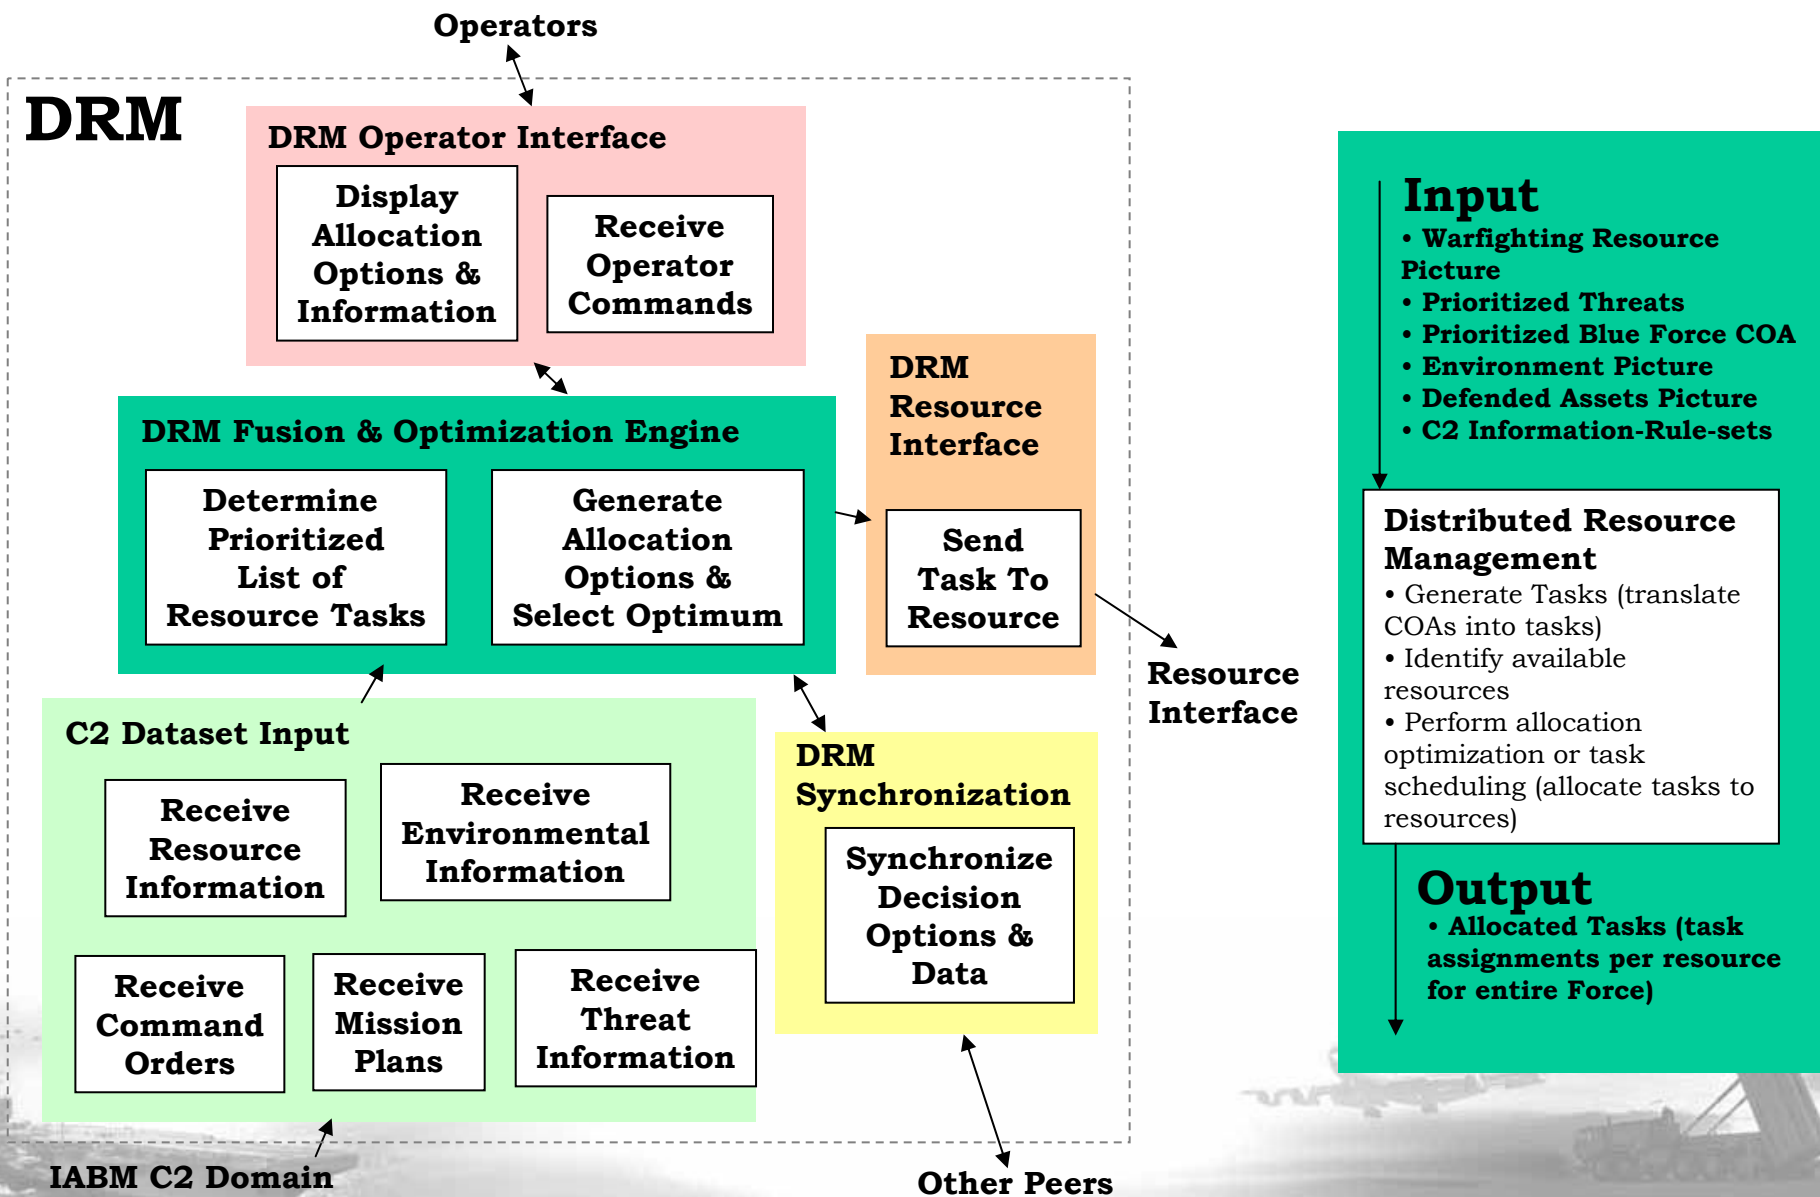 Operators
DRM
DRM Operator Interface
Display
Allocation
Options &
Information
Receive
Operator
Commands
DRM Fusion & Optimization Engine
Determine
Prioritized
List of
Resource Tasks
Generate
Allocation
Options &
Select Optimum
DRM
Resource
Interface
Send
Task To
Resource
Resource
Interface
C2 Dataset Input
Receive
Resource
Information
Receive
Environmental
Information
Receive
Command
Orders
Receive
Mission
Plans
Receive
Threat
Information
DRM
Synchronization
Synchronize
Decision
Options &
Data
IABM C2 Domain
Other Peers
Input
• Warfighting Resource
Picture
• Prioritized Threats
• Prioritized Blue Force COA
• Environment Picture
• Defended Assets Picture
• C2 Information-Rule-sets
Distributed Resource
Management
• Generate Tasks (translate
COAs into tasks)
• Identify available
resources
• Perform allocation
optimization or task
scheduling (allocate tasks to
resources)
Output
• Allocated Tasks (task
assignments per resource
for entire Force)